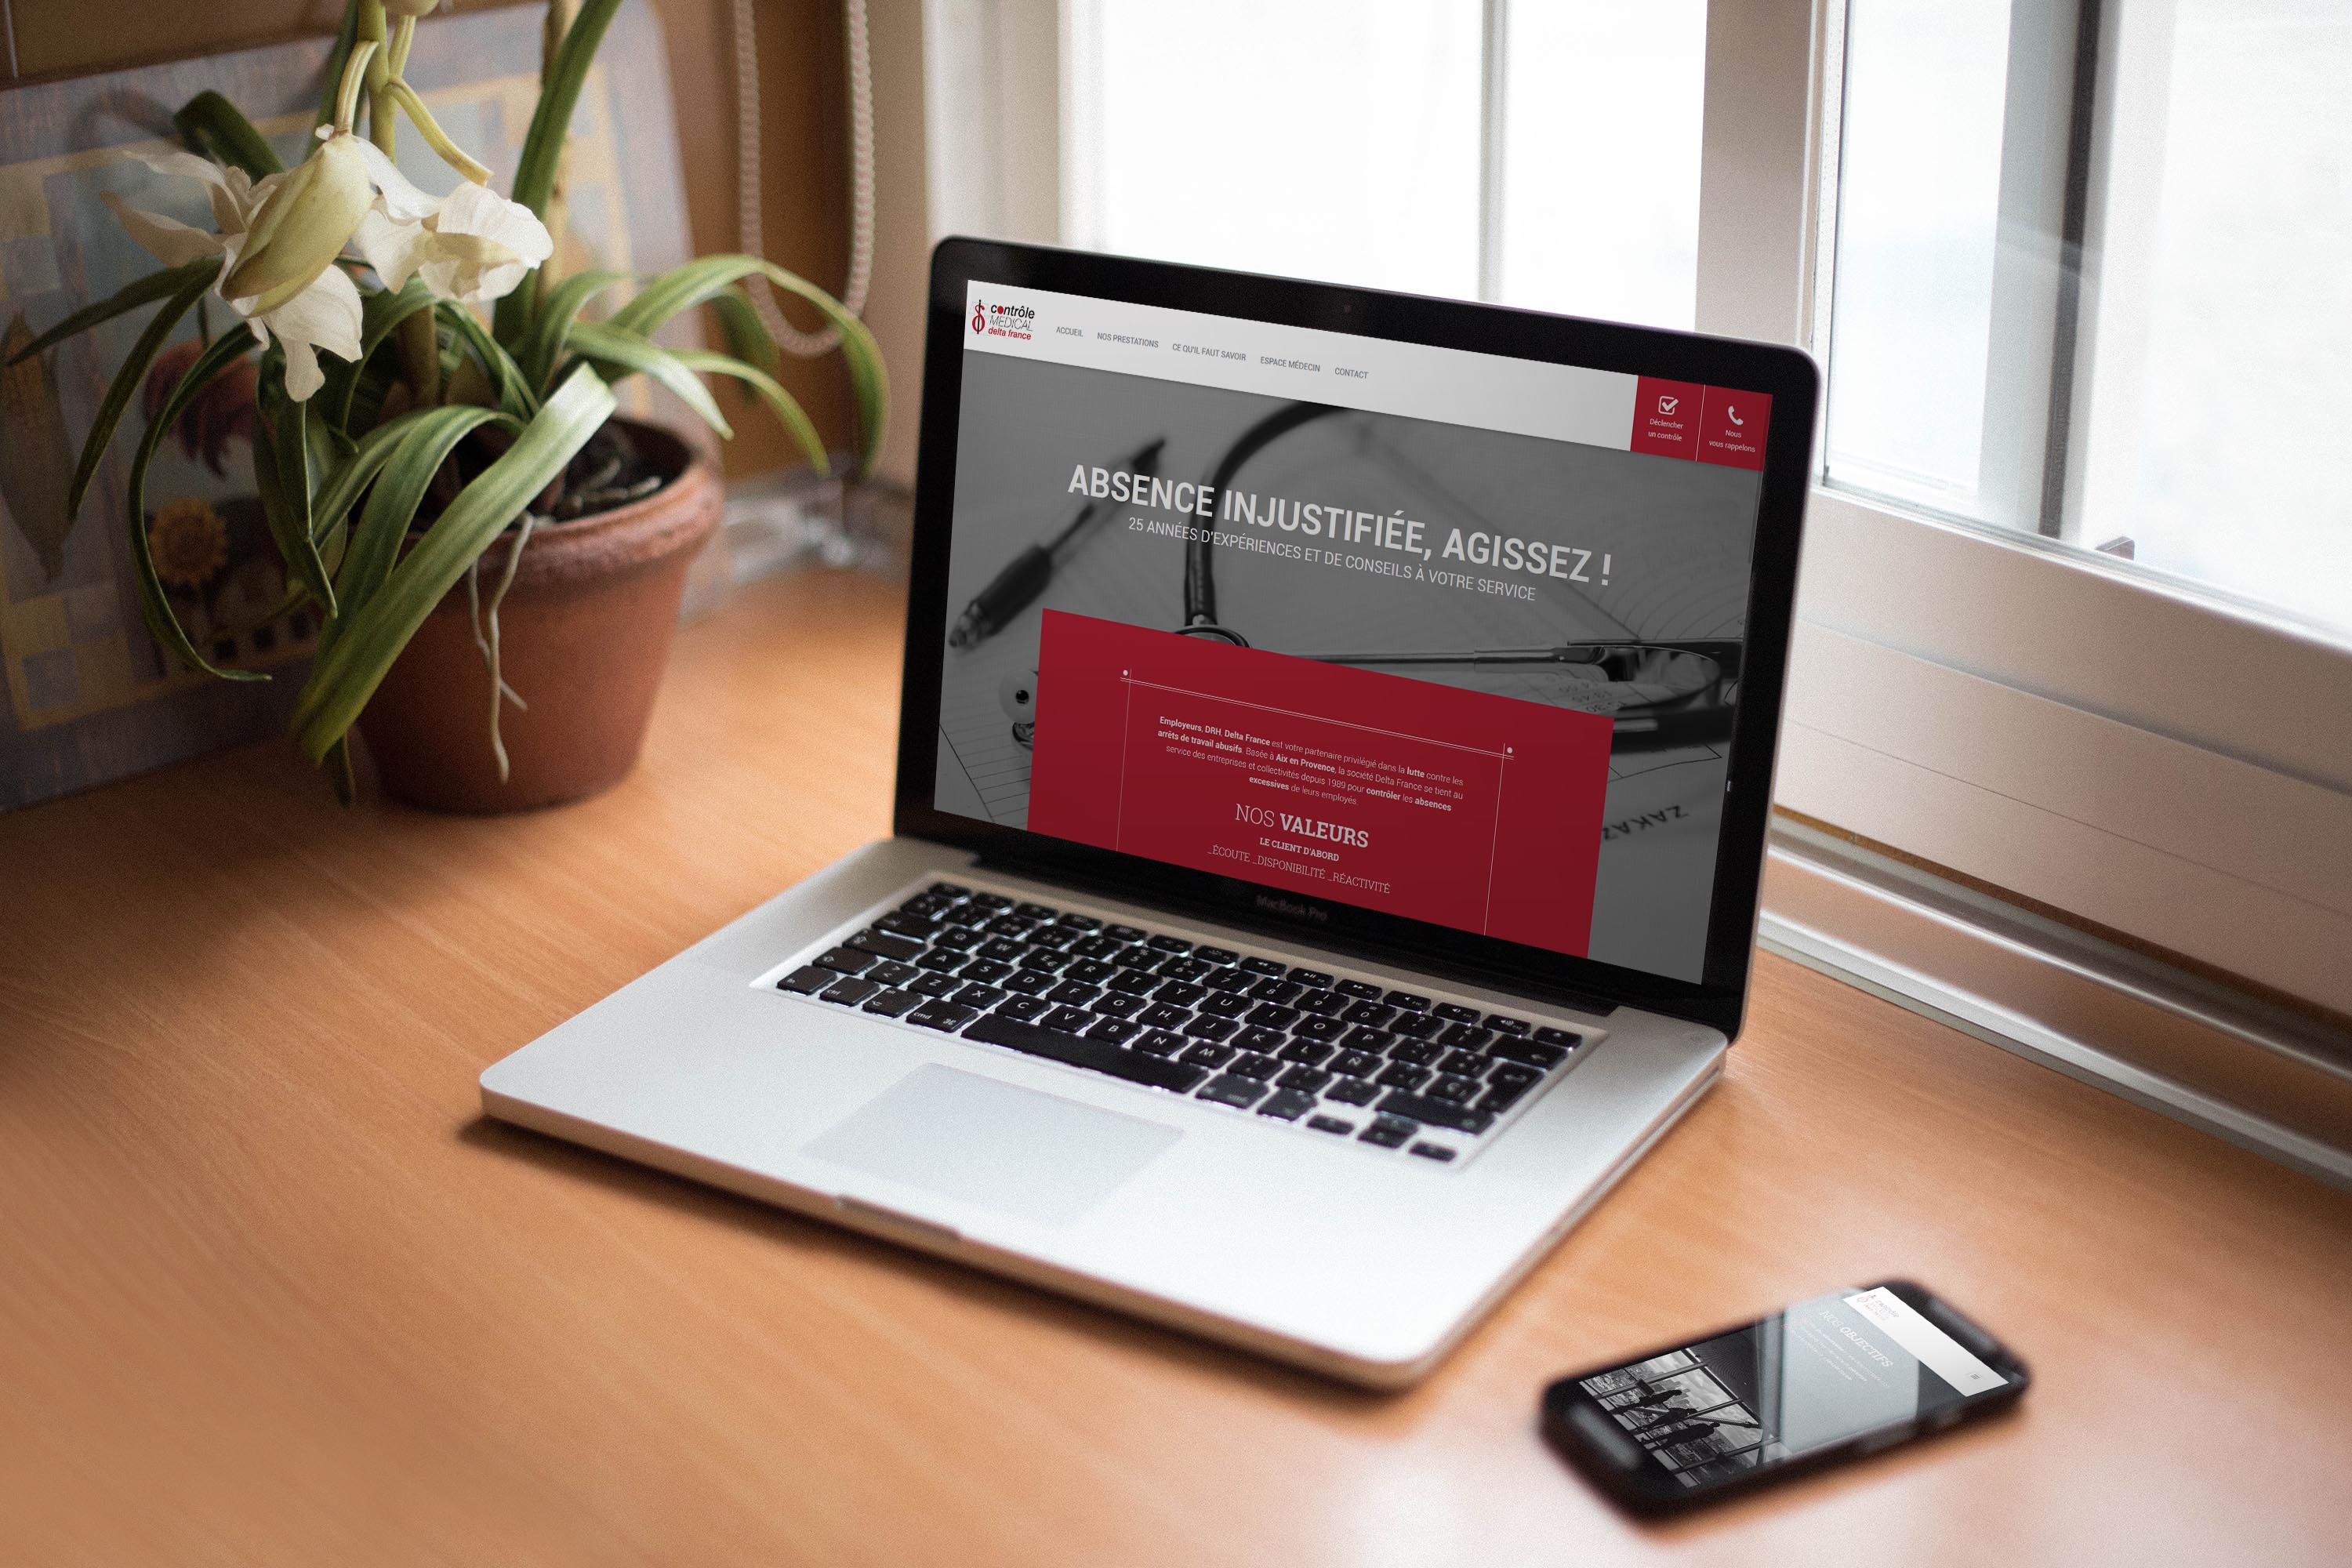 contrôle
MEDICAL
delta france
ACCUEIL
NOS PRESTATIONS
CE QU'IL FAUT SAVOIR
ESPACE MÉDECIN
CONTACT
Déclencher
un contrôle
Nous
vous rappelons
ABSENCE INJUSTIFIÉE, AGISSEZ !
25 ANNÉES D'EXPÉRIENCES ET DE CONSEILS À VOTRE SERVICE
Employeurs, DRH, Delta France est votre partenaire privilégié dans la lutte contre les
arrêts de travail abusifs. Basée à Aix en Provence, la société Delta France se tient au
service des entreprises et collectivités depuis 1989 pour contrôler les absences
excessives de leurs employés.
NOS VALEURS
LE CLIENT D'ABORD
_ÉCOUTE _DISPONIBILITÉ _RÉACTIVITÉ
MacBook Pro
Q W R T Y U I O P
A S D F G H J K L Ñ
Z X C V B N M
cmd
NOS OBJECTIFS